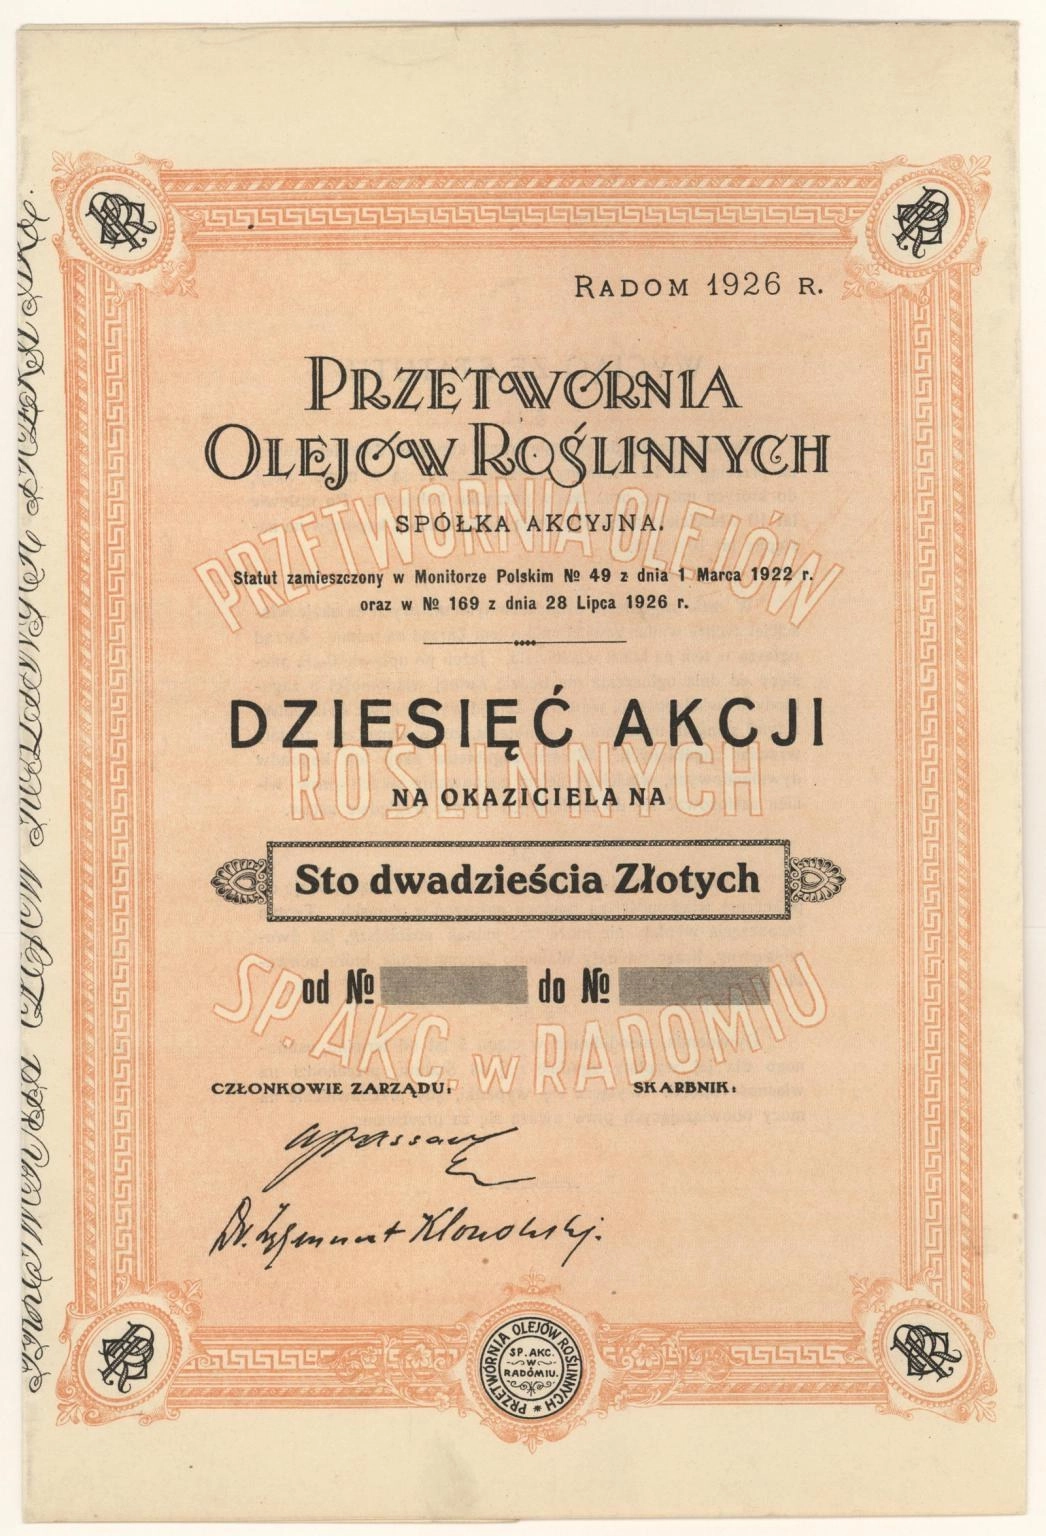 RADOM 1926 R.
PRZETWÓRNIA
OLEJÓW ROŚLINNYCH
SPÓŁKA AKCYJNA.
PRZETWÓRNIA OLEJÓW
Statut zamieszczony w Monitorze Polskim № 49 z dnia 1 Marca 1922 r.
oraz w № 169 z dnia 28 Lipca 1926 r.
DZIESIĘĆ AKCJI
ROŚLINNYCH
NA OKAZICIELA NA
Sto dwadzieścia Złotych
od № do №
SP. AKC. W RADOMIU
CZŁONKOWIE ZARZĄDU: SKARBNIK:
Dr. Zygmunt
PRZETWÓRNIA OLEJÓW ROŚLINNYCH *
SP. AKC.
W
RADOMIU.